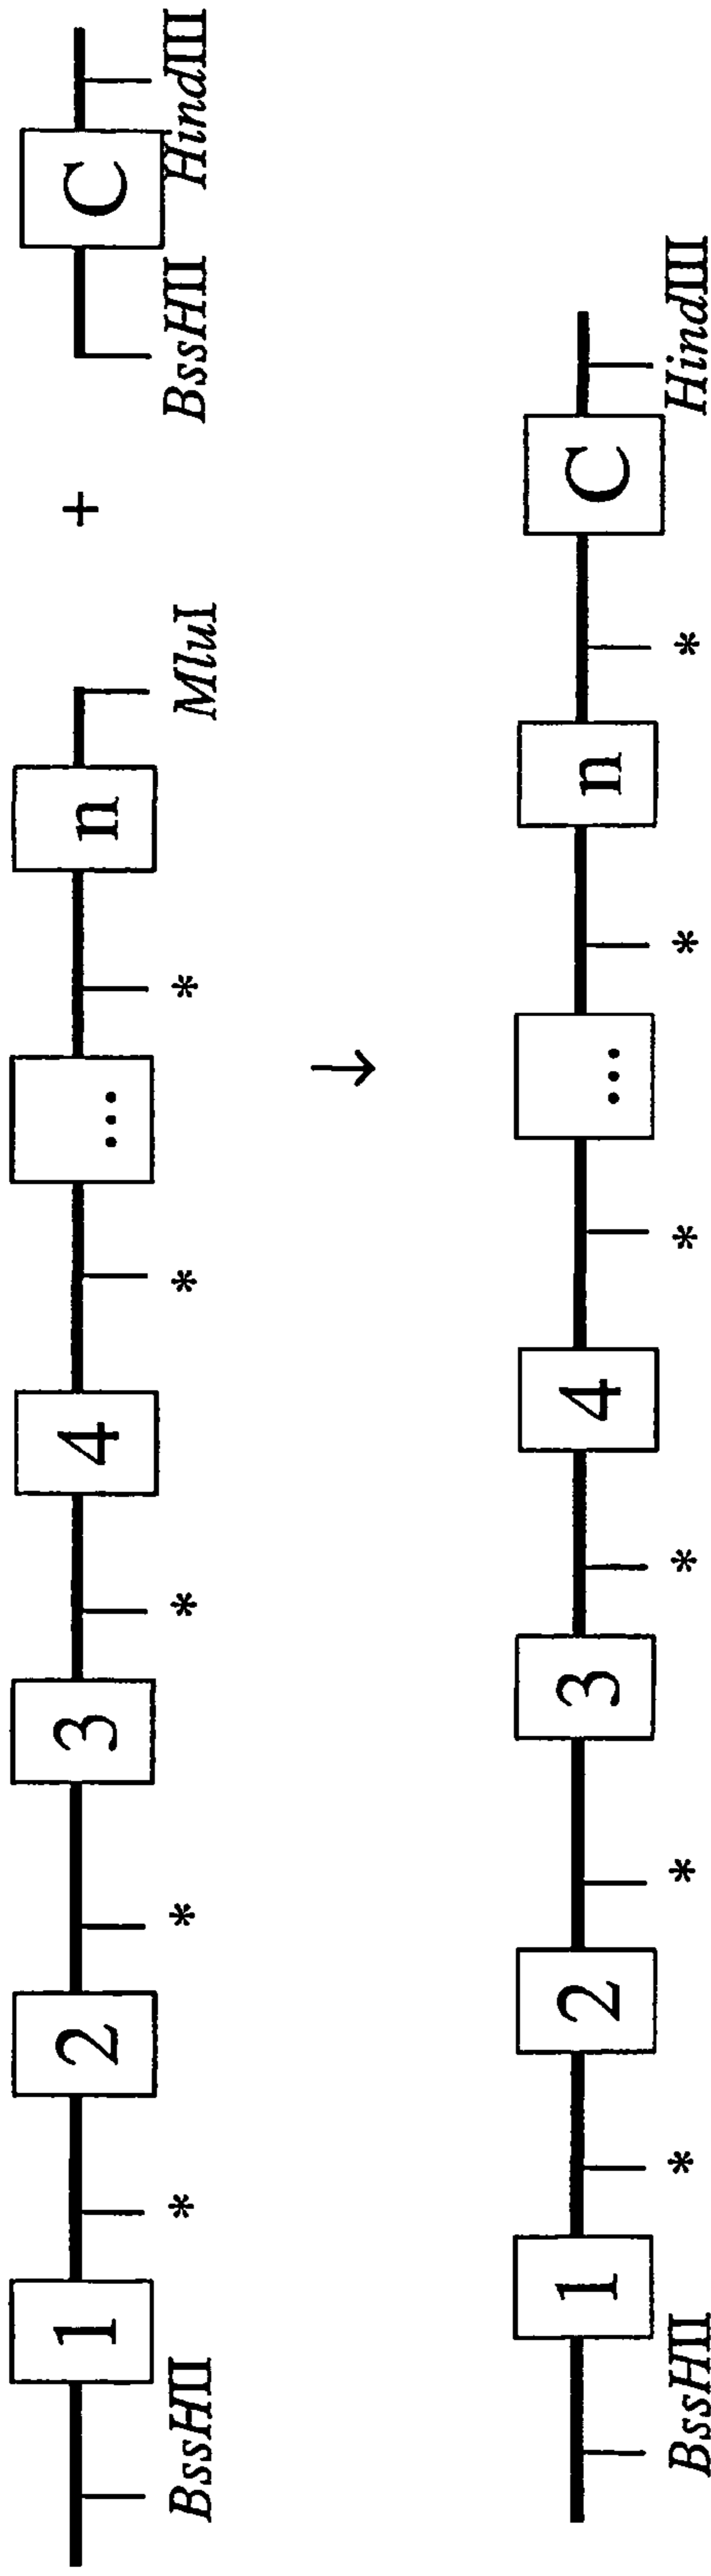 1 2 3 4 ... n + C
BssHII * * * * * MluI BssHII HindIII
↓
1 2 3 4 ... n C
BssHII * * * * * * HindIII